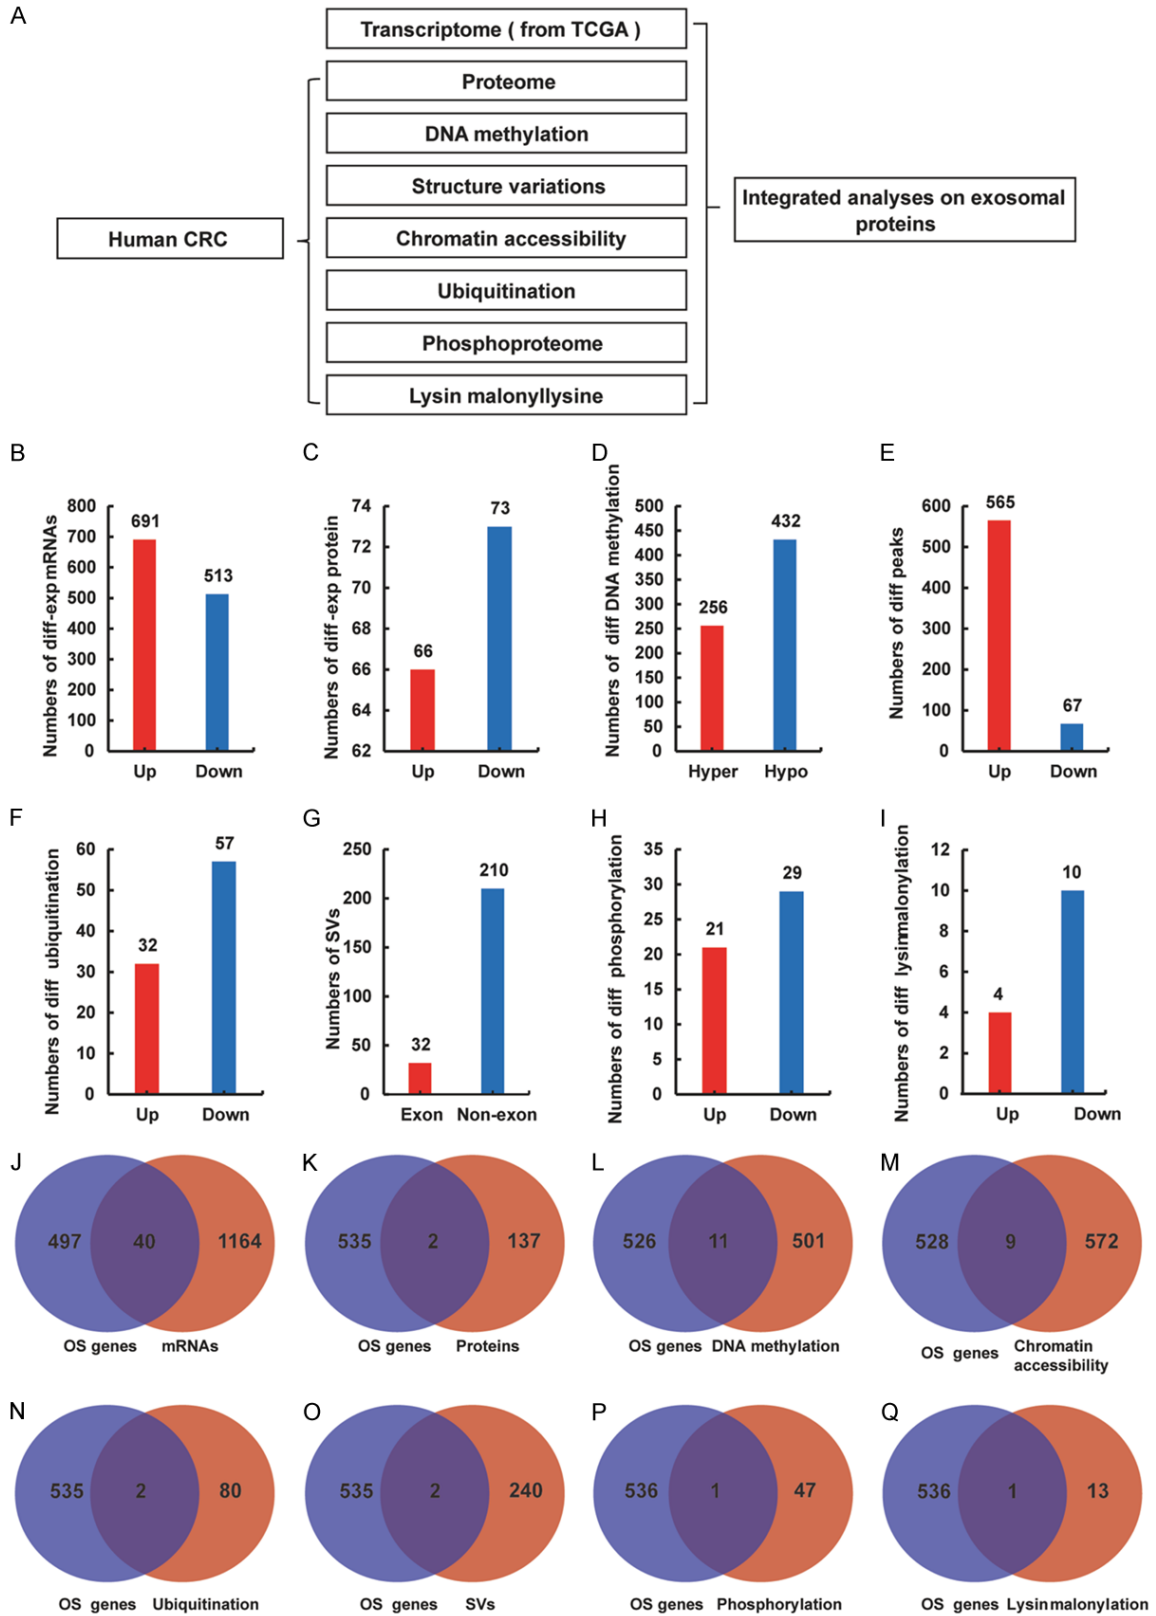 A
Transcriptome ( from TCGA )
Proteome
DNA methylation
Structure variations
Chromatin accessibility
Ubiquitination
Phosphoproteome
Lysin malonyllysine
Human CRC
Integrated analyses on exosomal
proteins
B
Numbers of diff-exp mRNAs
800
700
600
500
400
300
200
100
0
691
513
Up Down
C
Numbers of diff-exp protein
74
72
70
68
66
64
62
66
73
Up Down
D
Numbers of diff DNA methylation
500
450
400
350
300
250
200
150
100
50
0
256
432
Hyper Hypo
E
Numbers of diff peaks
600
500
400
300
200
100
0
565
67
Up Down
F
Numbers of diff ubiquitination
60
50
40
30
20
10
0
32
57
Up Down
G
Numbers of SVs
250
200
150
100
50
0
32
210
Exon Non-exon
H
Numbers of diff phosphorylation
35
30
25
20
15
10
5
0
21
29
Up Down
I
Numbers of diff lysinmalonylation
12
10
8
6
4
2
0
4
10
Up Down
J
497 40 1164
OS genes mRNAs
K
535 2 137
OS genes Proteins
L
526 11 501
OS genes DNA methylation
M
528 9 572
OS genes Chromatin
accessibility
N
535 2 80
OS genes Ubiquitination
O
535 2 240
OS genes SVs
P
536 1 47
OS genes Phosphorylation
Q
536 1 13
OS genes Lysinmalonylation